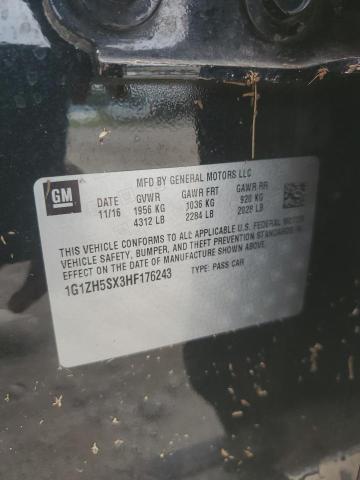 GM
MFD BY GENERAL MOTORS LLC
DATE GVWR GAWR FRT GAWR RR
11/16 1956 KG 1036 KG 920 KG
4312 LB 2284 LB 2028 LB
THIS VEHICLE CONFORMS TO ALL APPLICABLE U.S. FEDERAL MOTOR
VEHICLE SAFETY, BUMPER, AND THEFT PREVENTION STANDARDS IN
EFFECT ON THE DATE OF MANUFACTURE SHOWN ABOVE.
1G1ZH5SX3HF176243 TYPE: PASS CAR